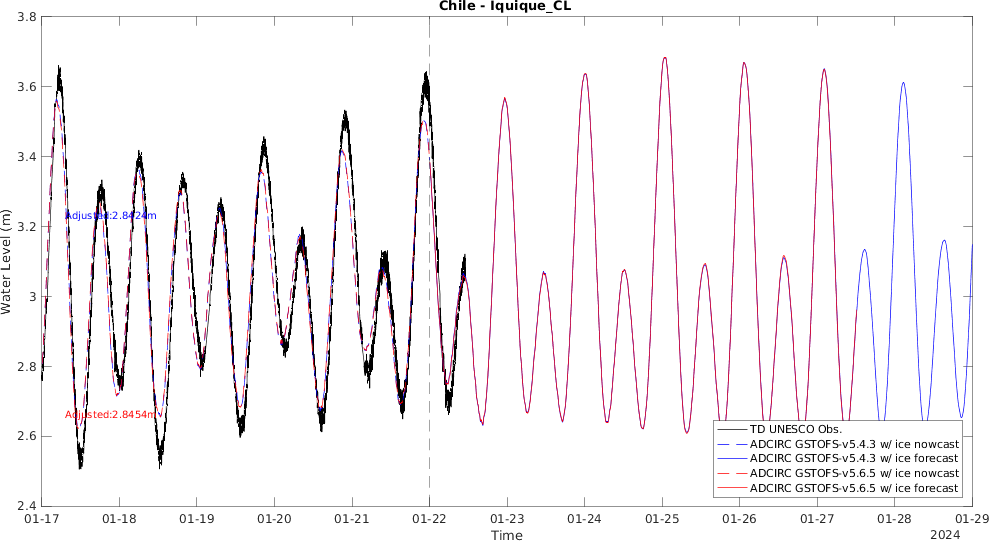 Chile - Iquique_CL
Water Level (m)
3.8
3.6
3.4
3.2
3
2.8
2.6
2.4
Adjusted:2.8424m
Adjusted:2.8454m
TD UNESCO Obs.
ADCIRC GSTOFS-v5.4.3 w/ ice nowcast
ADCIRC GSTOFS-v5.4.3 w/ ice forecast
ADCIRC GSTOFS-v5.6.5 w/ ice nowcast
ADCIRC GSTOFS-v5.6.5 w/ ice forecast
01-17 01-18 01-19 01-20 01-21 01-22 01-23 01-24 01-25 01-26 01-27 01-28 01-29
Time
2024